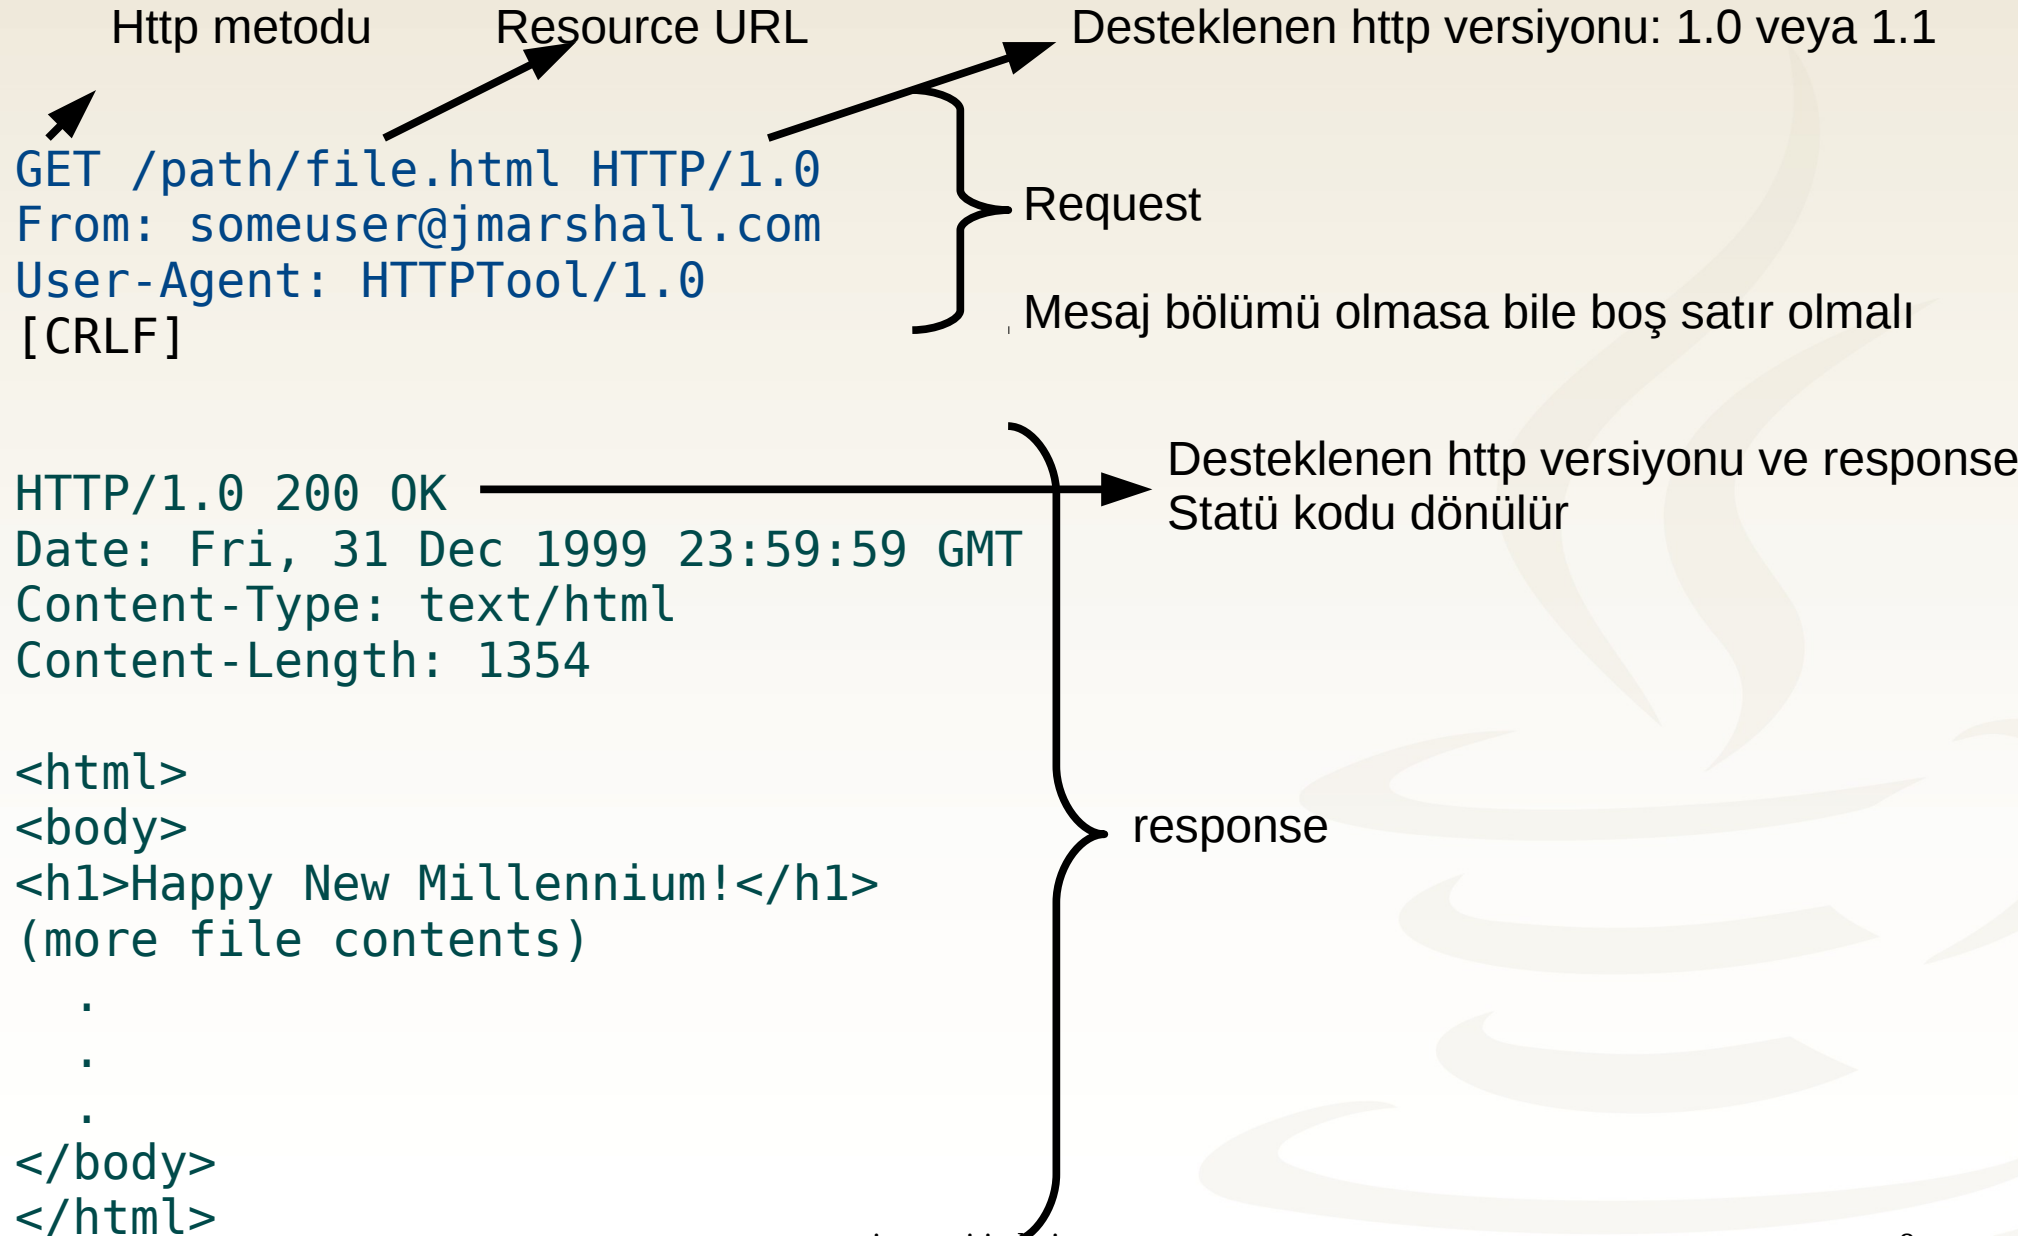 Http metodu
Resource URL
Desteklenen http versiyonu: 1.0 veya 1.1
GET /path/file.html HTTP/1.0
From: someuser@jmarshall.com
User-Agent: HTTPTool/1.0
[CRLF]
Request
Mesaj bölümü olmasa bile boş satır olmalı
HTTP/1.0 200 OK
Date: Fri, 31 Dec 1999 23:59:59 GMT
Content-Type: text/html
Content-Length: 1354
Desteklenen http versiyonu ve response
Statü kodu dönülür
<html>
<body>
<h1>Happy New Millennium!</h1>
(more file contents)
.
.
.
</body>
</html>
response